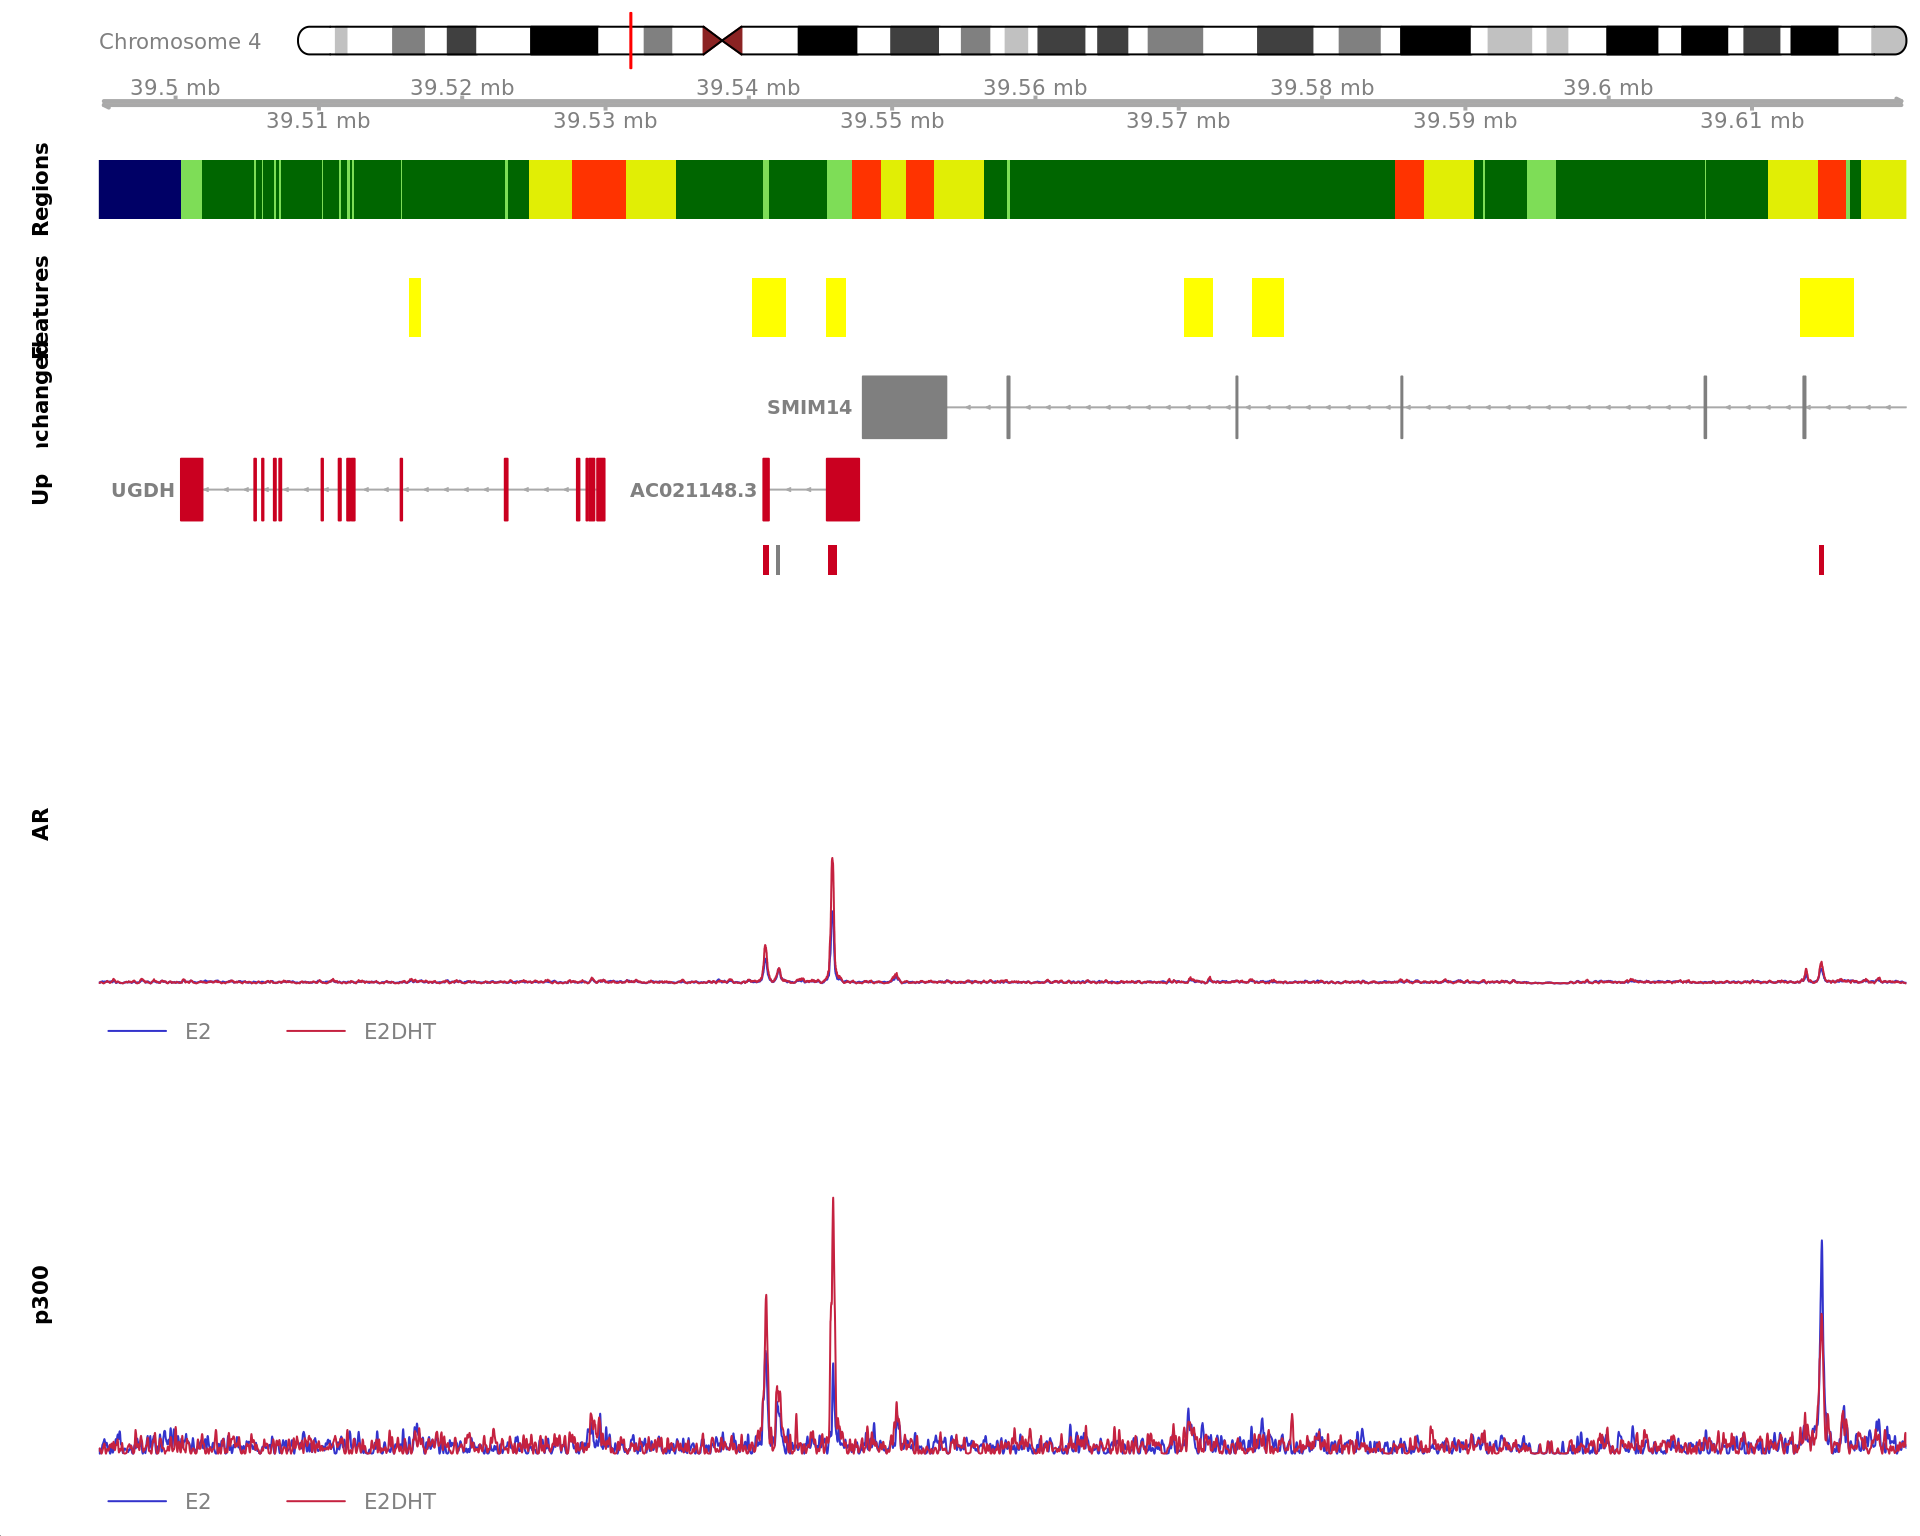 Chromosome 4
39.5 mb 39.52 mb 39.54 mb 39.56 mb 39.58 mb 39.6 mb
39.51 mb 39.53 mb 39.55 mb 39.57 mb 39.59 mb 39.61 mb
Regions
Features
changed
SMIM14
Up
UGDH AC021148.3
AR
E2 E2DHT
p300
E2 E2DHT